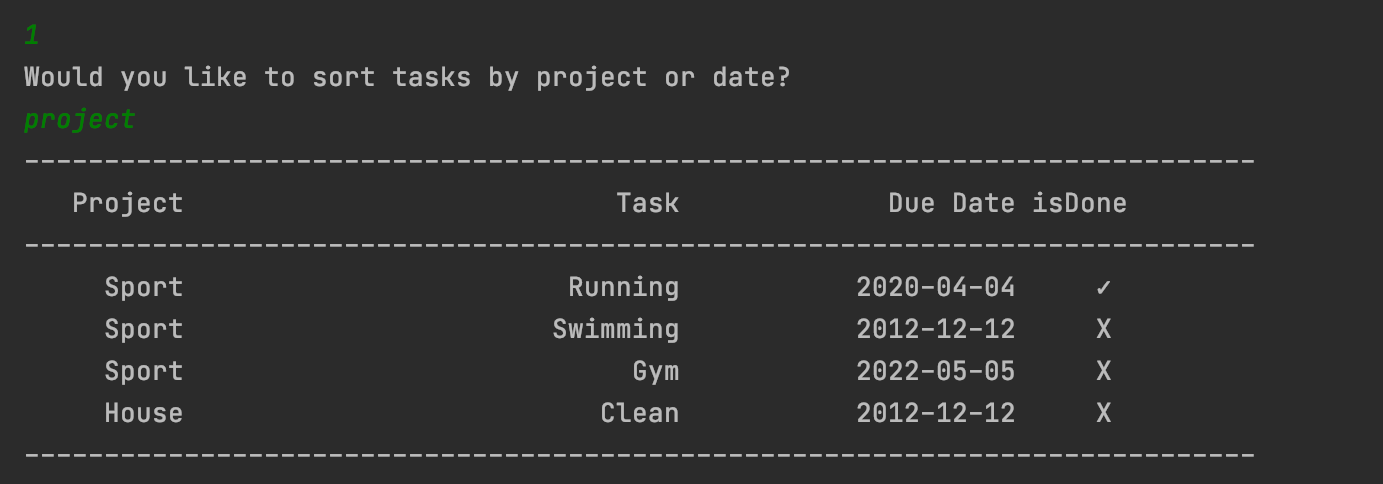 1
Would you like to sort tasks by project or date?
project
-----------------------------------------------------------------------------
Project Task Due Date isDone
-----------------------------------------------------------------------------
Sport Running 2020-04-04 ✓
Sport Swimming 2012-12-12 X
Sport Gym 2022-05-05 X
House Clean 2012-12-12 X
-----------------------------------------------------------------------------